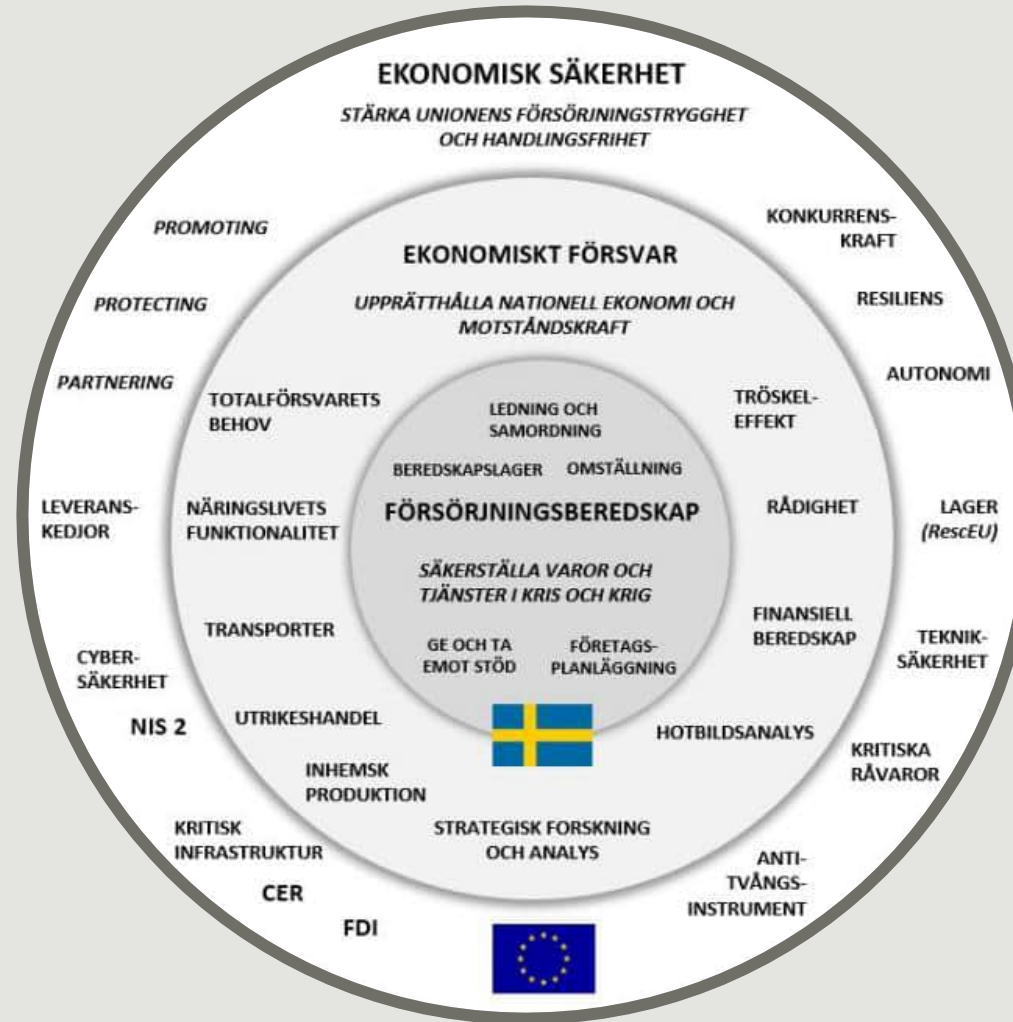 EKONOMISK SÄKERHET
STÄRKA UNIONENS FÖRSÖRJNINGSTRYGGHET
OCH HANDLINGSFRIHET
PROMOTING
PROTECTING
PARTNERING
LEVERANS-
KEDJOR
CYBER-
SÄKERHET
NIS 2
KRITISK
INFRASTRUKTUR
CER
FDI
KONKURRENS-
KRAFT
RESILIENS
AUTONOMI
LAGER
(RescEU)
TEKNIK-
SÄKERHET
KRITISKA
RÅVAROR
ANTI-
TVÅNGS-
INSTRUMENT
EKONOMISKT FÖRSVAR
UPPRÄTTHÅLLA NATIONELL EKONOMI OCH
MOTSTÅNDSKRAFT
TOTALFÖRSVARETS
BEHOV
NÄRINGSLIVETS
FUNKTIONALITET
TRANSPORTER
UTRIKESHANDEL
INHEMSK
PRODUKTION
STRATEGISK FORSKNING
OCH ANALYS
TRÖSKEL-
EFFEKT
RÅDIGHET
FINANSIELL
BEREDSKAP
HOTBILDSANALYS
LEDNING OCH
SAMORDNING
BEREDSKAPSLAGER
OMSTÄLLNING
FÖRSÖRJNINGSBEREDSKAP
SÄKERSTÄLLA VAROR OCH
TJÄNSTER I KRIS OCH KRIG
GE OCH TA
EMOT STÖD
FÖRETAGS-
PLANLÄGGNING